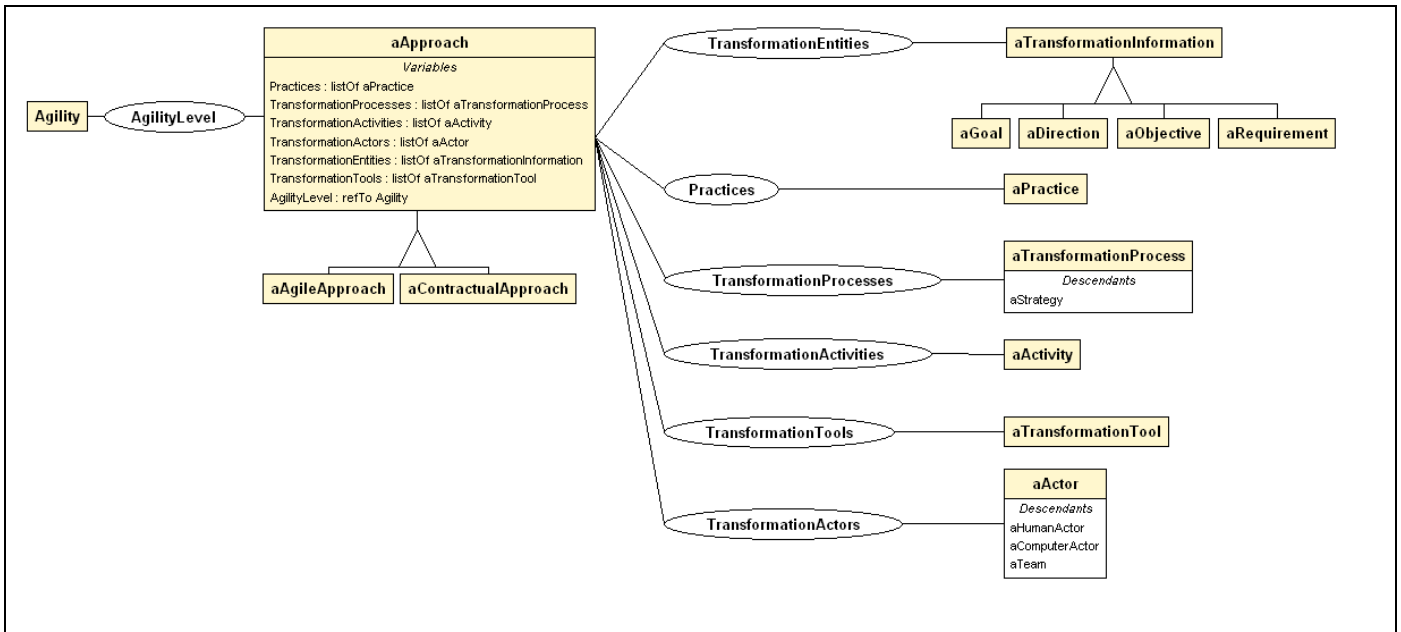 Agility
AgilityLevel
aApproach
Variables
Practices : listOf aPractice
TransformationProcesses : listOf aTransformationProcess
TransformationActivities : listOf aActivity
TransformationActors : listOf aActor
TransformationEntities : listOf aTransformationInformation
TransformationTools : listOf aTransformationTool
AgilityLevel : refTo Agility
aAgileApproach
aContractualApproach
TransformationEntities
aTransformationInformation
aGoal
aDirection
aObjective
aRequirement
Practices
aPractice
TransformationProcesses
aTransformationProcess
Descendants
aStrategy
TransformationActivities
aActivity
TransformationTools
aTransformationTool
TransformationActors
aActor
Descendants
aHumanActor
aComputerActor
aTeam